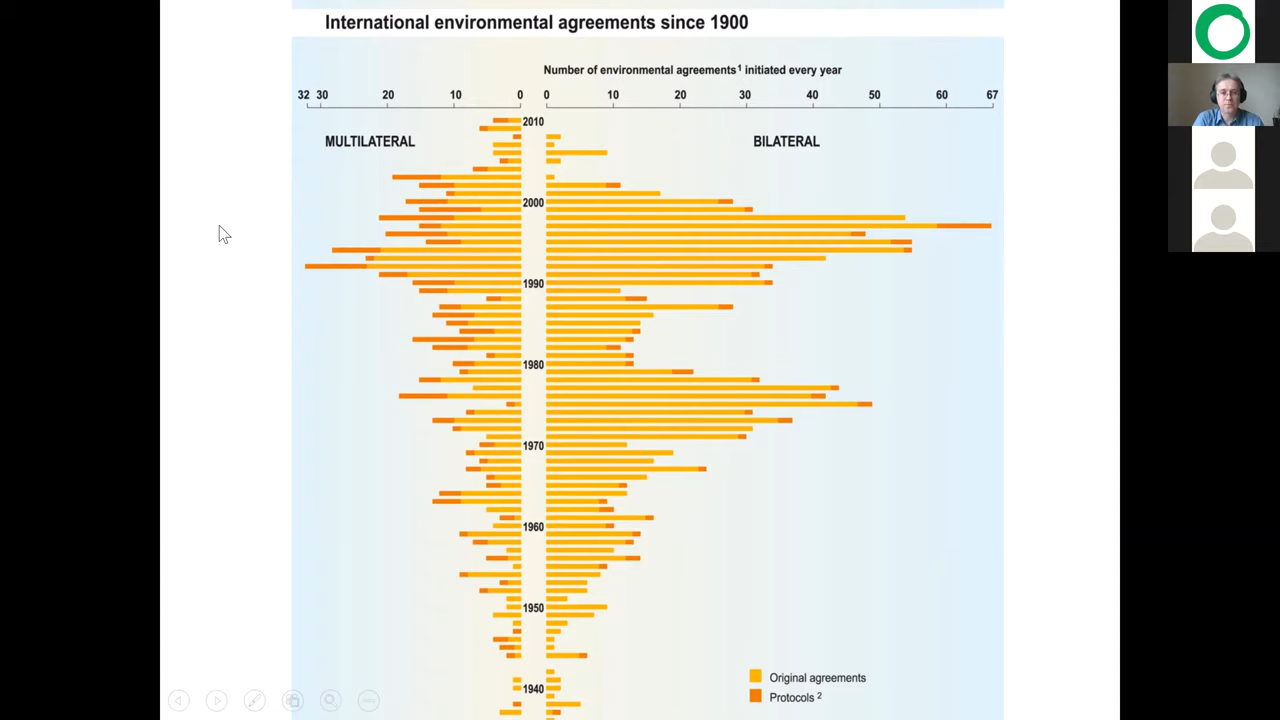 International environmental agreements since 1900
Number of environmental agreements¹ initiated every year
32 30 20 10 0 0 10 20 30 40 50 60 67
2010
MULTILATERAL BILATERAL
2000
1990
1980
1970
1960
1950
Original agreements
1940
Protocols ²